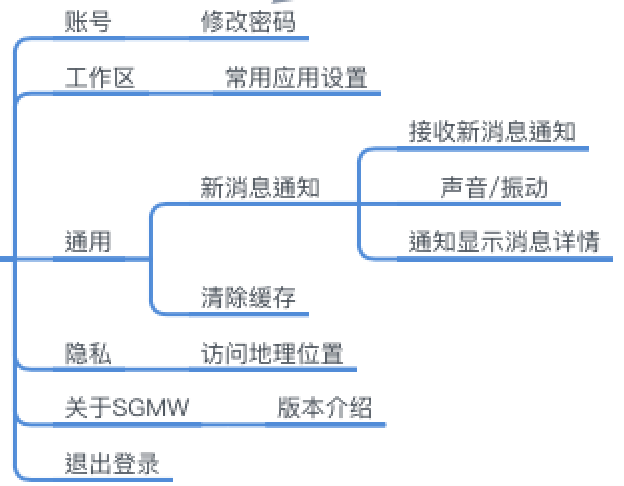 账号 修改密码
工作区 常用应用设置
接收新消息通知
新消息通知 声音/振动
通用 通知显示消息详情
清除缓存
隐私 访问地理位置
关于SGMW 版本介绍
退出登录